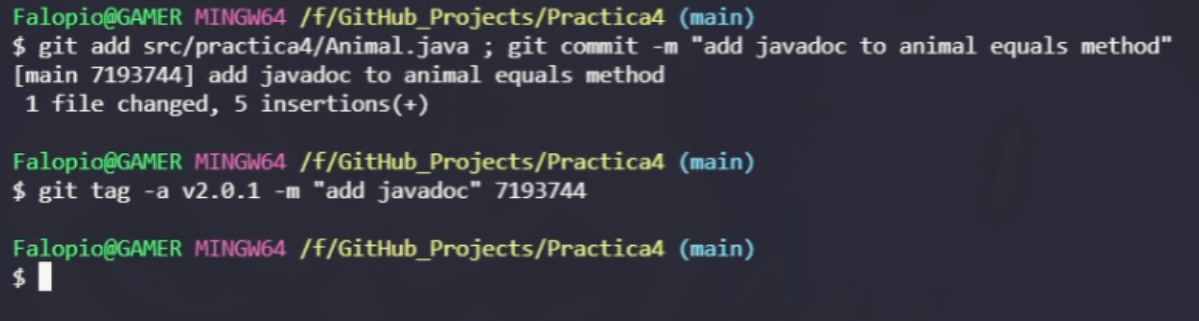 Falopio@GAMER MINGW64 /f/GitHub_Projects/Practica4 (main)
$ git add src/practica4/Animal.java ; git commit -m "add javadoc to animal equals method"
[main 7193744] add javadoc to animal equals method
 1 file changed, 5 insertions(+)
Falopio@GAMER MINGW64 /f/GitHub_Projects/Practica4 (main)
$ git tag -a v2.0.1 -m "add javadoc" 7193744
Falopio@GAMER MINGW64 /f/GitHub_Projects/Practica4 (main)
$